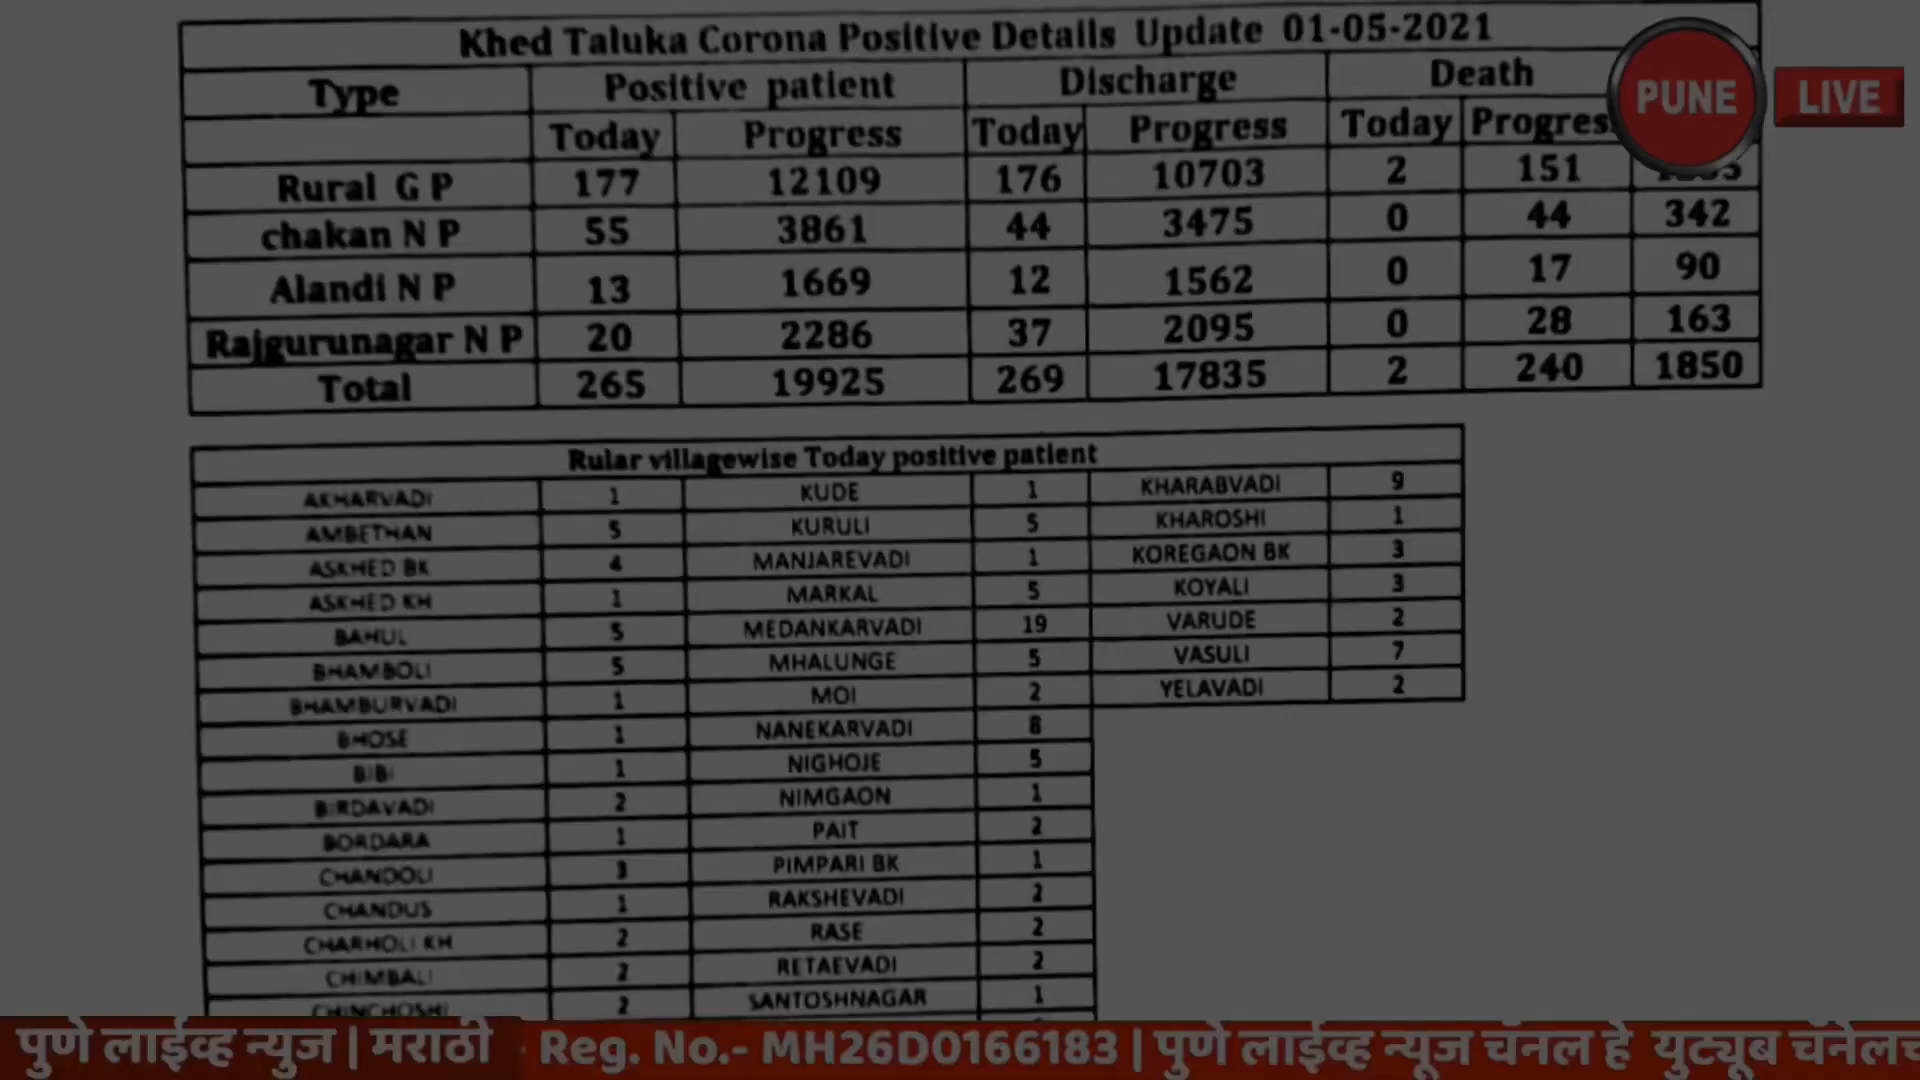 Khed Taluka Corona Positive Details Update 01-05-2021
Type Positive patient Discharge Death
Today Progress Today Progress Today Progres
Rural G P 177 12109 176 10703 2 151
chakan N P 55 3861 44 3475 0 44 342
Alandi N P 13 1669 12 1562 0 17 90
Rajgurunagar N P 20 2286 37 2095 0 28 163
Total 265 19925 269 17835 2 240 1850
PUNE LIVE
Rular villagewise Today positive patient
AKHARVADI 1 KUDE 1 KHARABVADI 9
AMBETHAN 5 KURULI 5 KHAROSHI 1
ASKHED BK 4 MANJAREVADI 1 KOREGAON BK 3
ASKHED KH 1 MARKAL 5 KOYALI 3
BAHUL 5 MEDANKARVADI 19 VARUDE 2
BHAMBOLI 5 MHALUNGE 5 VASULI 7
BHAMBURVADI 1 MOI 2 YELAVADI 2
BHOSE 1 NANEKARVADI 8
BIBI 1 NIGHOJE 5
BIRDAVADI 2 NIMGAON 1
BORDARA 1 PAIT 2
CHANDOLI 3 PIMPARI BK 1
CHANDUS 1 RAKSHEVADI 2
CHARHOLI KH 2 RASE 2
CHIMBALI 2 RETAEVADI 2
CHINCHOSHI 2 SANTOSHNAGAR 1
पुणे लाईव्ह न्युज | मराठी Reg. No.- MH26D0166183 | पुणे लाईव्ह न्यूज चॅनल हे युट्यूब चॅनेलच